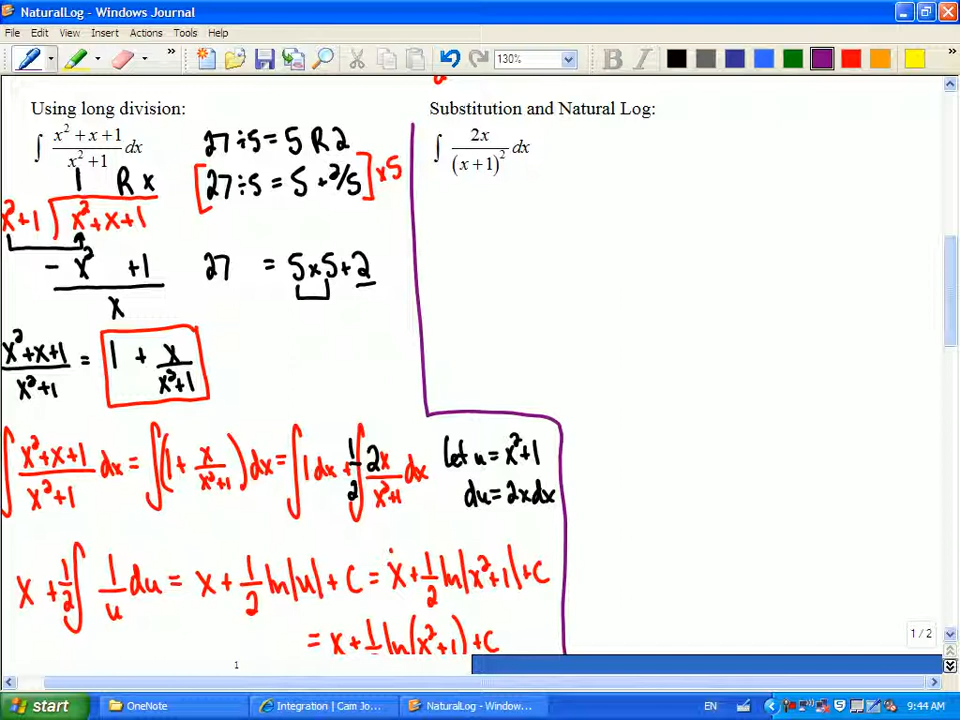 NaturalLog - Windows Journal
File Edit View Insert Actions Tools Help
130%
B I
Using long division:
∫ (x² + x + 1)/(x² + 1) dx
27 ÷ 5 = 5 R 2
[27 ÷ 5 = 5 + 2/5] × 5
1 R x
x² + 1 ⟌ x² + x + 1
- x² + 1
x
27 = 5 × 5 + 2
(x² + x + 1)/(x² + 1) = 1 + x/(x² + 1)
∫ (x² + x + 1)/(x² + 1) dx = ∫ (1 + x/(x² + 1)) dx = ∫ 1 dx + 1/2 ∫ 2x/(x² + 1) dx
let u = x² + 1
du = 2x dx
x + 1/2 ∫ 1/u du = x + 1/2 ln|u| + C = x + 1/2 ln|x² + 1| + C
= x + 1/2 ln(x² + 1) + C
Substitution and Natural Log:
∫ 2x/(x + 1)² dx
1 / 2
1
start OneNote Integration | Cam Jo... NaturalLog - Window... EN 9:44 AM